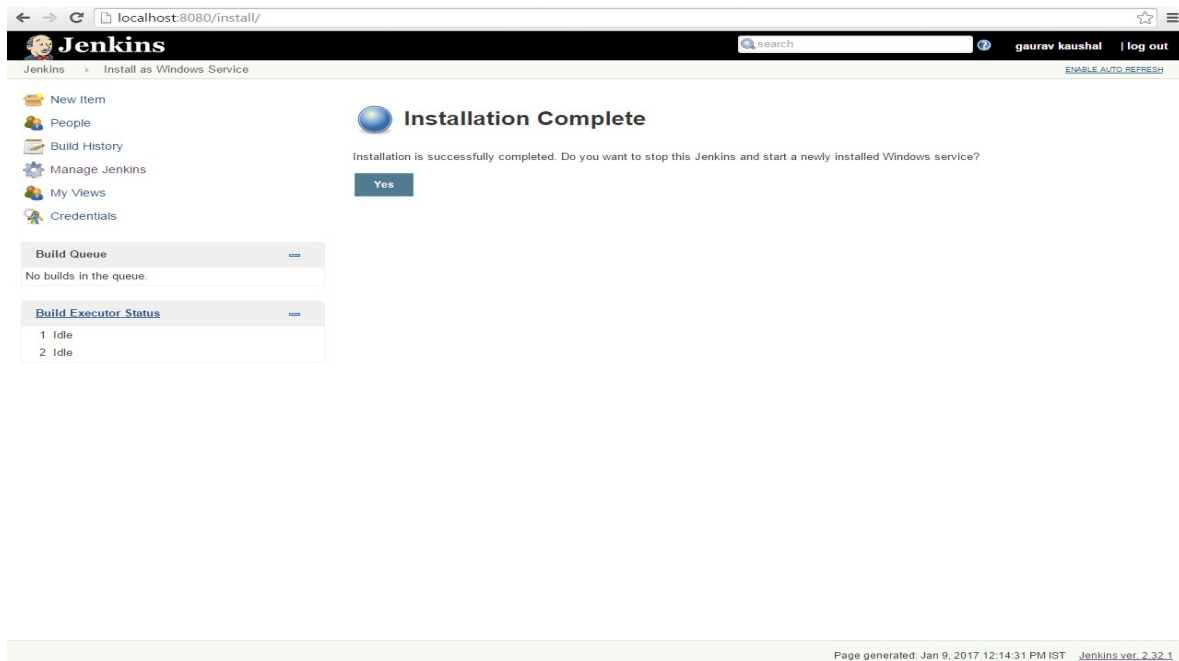 localhost:8080/install/
Jenkins
search
gaurav kaushal | log out
Jenkins Install as Windows Service
ENABLE AUTO REFRESH
New Item
People
Build History
Manage Jenkins
My Views
Credentials
Build Queue
No builds in the queue.
Build Executor Status
1 Idle
2 Idle
Installation Complete
Installation is successfully completed. Do you want to stop this Jenkins and start a newly installed Windows service?
Yes
Page generated: Jan 9, 2017 12:14:31 PM IST Jenkins ver. 2.32.1